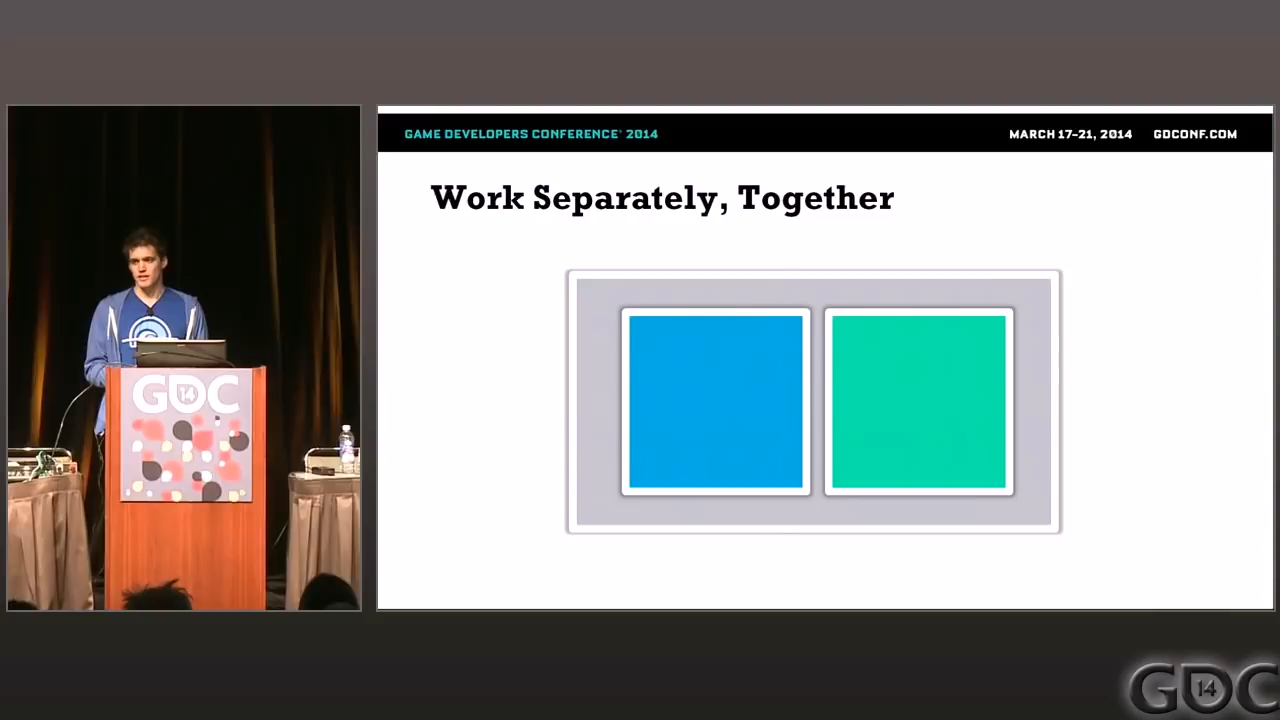 GAME DEVELOPERS CONFERENCE® 2014
MARCH 17-21, 2014 GDCONF.COM
Work Separately, Together
GDC
14
GDC
14